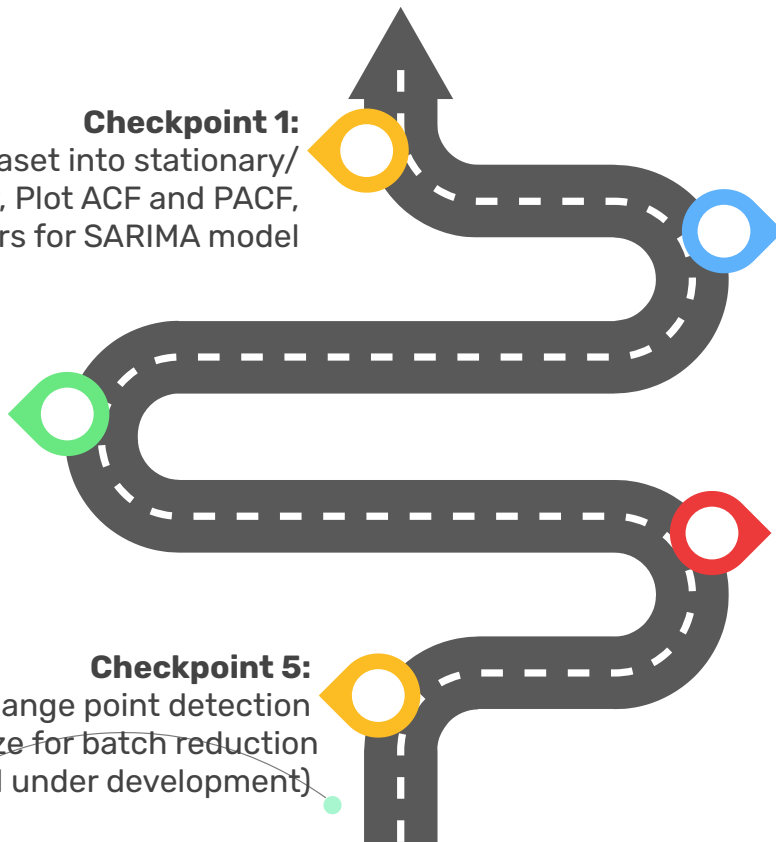 Checkpoint 1:
aset into stationary/
, Plot ACF and PACF,
rs for SARIMA model
Checkpoint 5:
ange point detection
ze for batch reduction
under development)